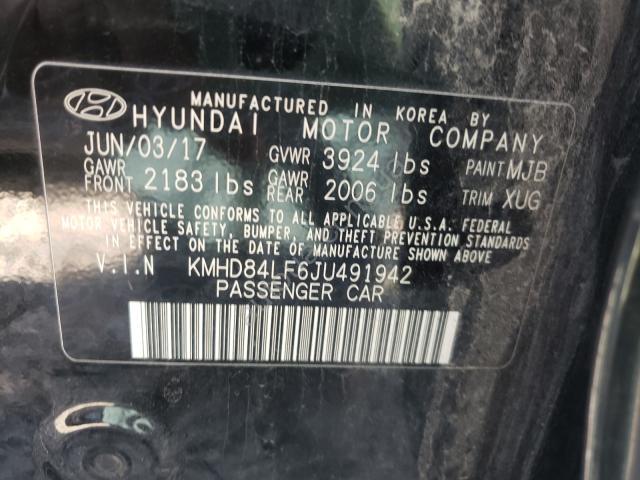 MANUFACTURED IN KOREA BY
HYUNDAI MOTOR COMPANY
JUN/03/17 GVWR 3924 lbs PAINT MJB
GAWR FRONT 2183 lbs GAWR REAR 2006 lbs TRIM XUG
THIS VEHICLE CONFORMS TO ALL APPLICABLE U.S.A. FEDERAL
MOTOR VEHICLE SAFETY, BUMPER, AND THEFT PREVENTION STANDARDS
IN EFFECT ON THE DATE OF MANUFACTURE SHOWN ABOVE.
V.I.N KMHD84LF6JU491942
PASSENGER CAR